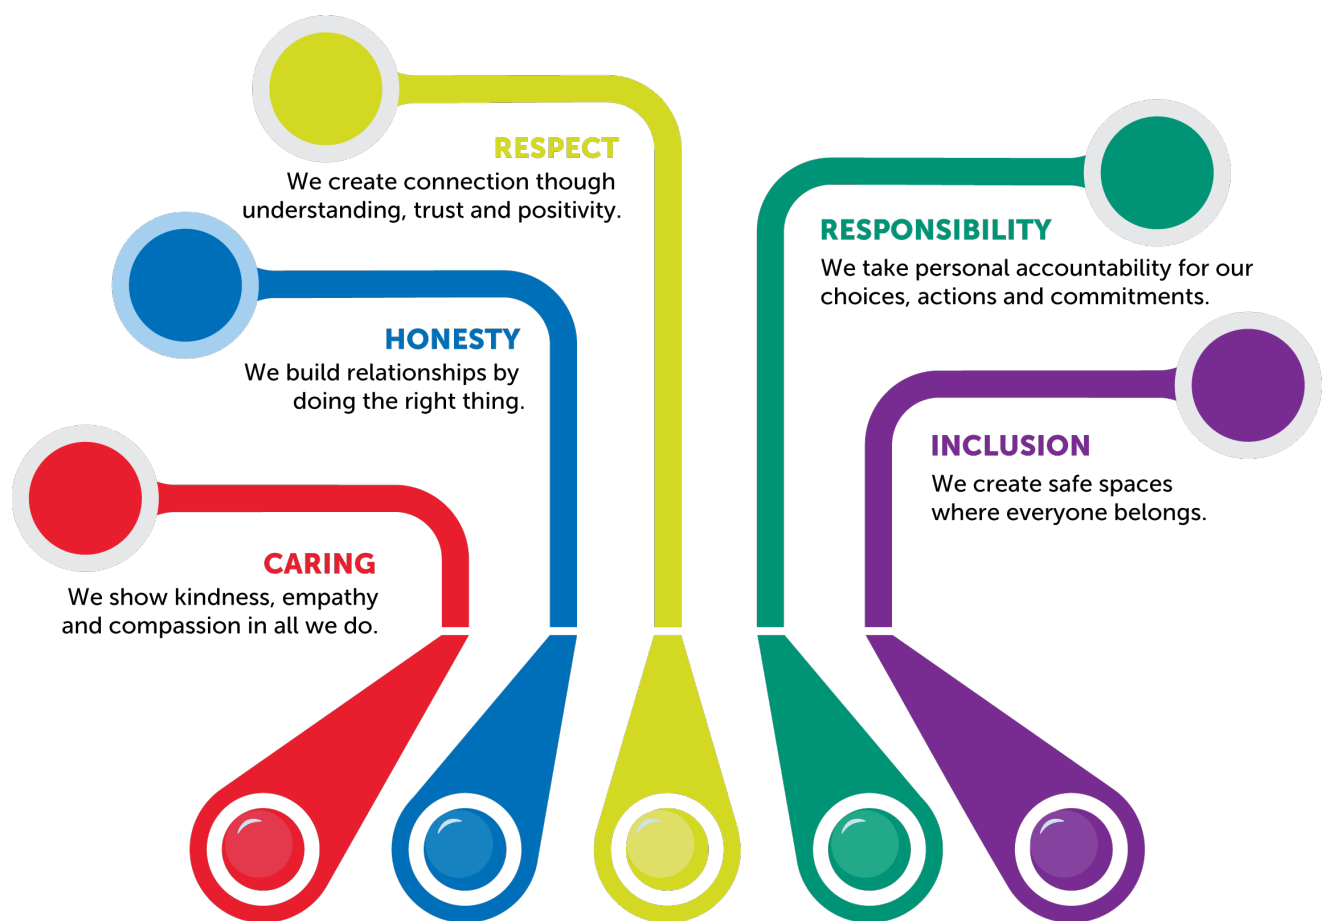 RESPECT
We create connection though
understanding, trust and positivity.
HONESTY
We build relationships by
doing the right thing.
CARING
We show kindness, empathy
and compassion in all we do.
RESPONSIBILITY
We take personal accountability for our
choices, actions and commitments.
INCLUSION
We create safe spaces
where everyone belongs.